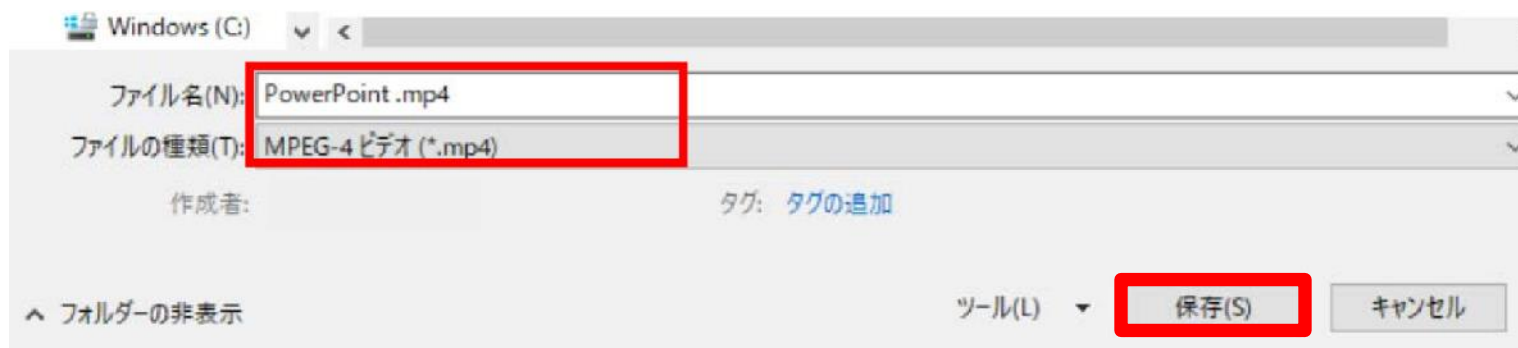 Windows (C:)
ファイル名(N): PowerPoint .mp4
ファイルの種類(T): MPEG-4 ビデオ (*.mp4)
作成者: タグ: タグの追加
フォルダーの非表示 ツール(L) 保存(S) キャンセル